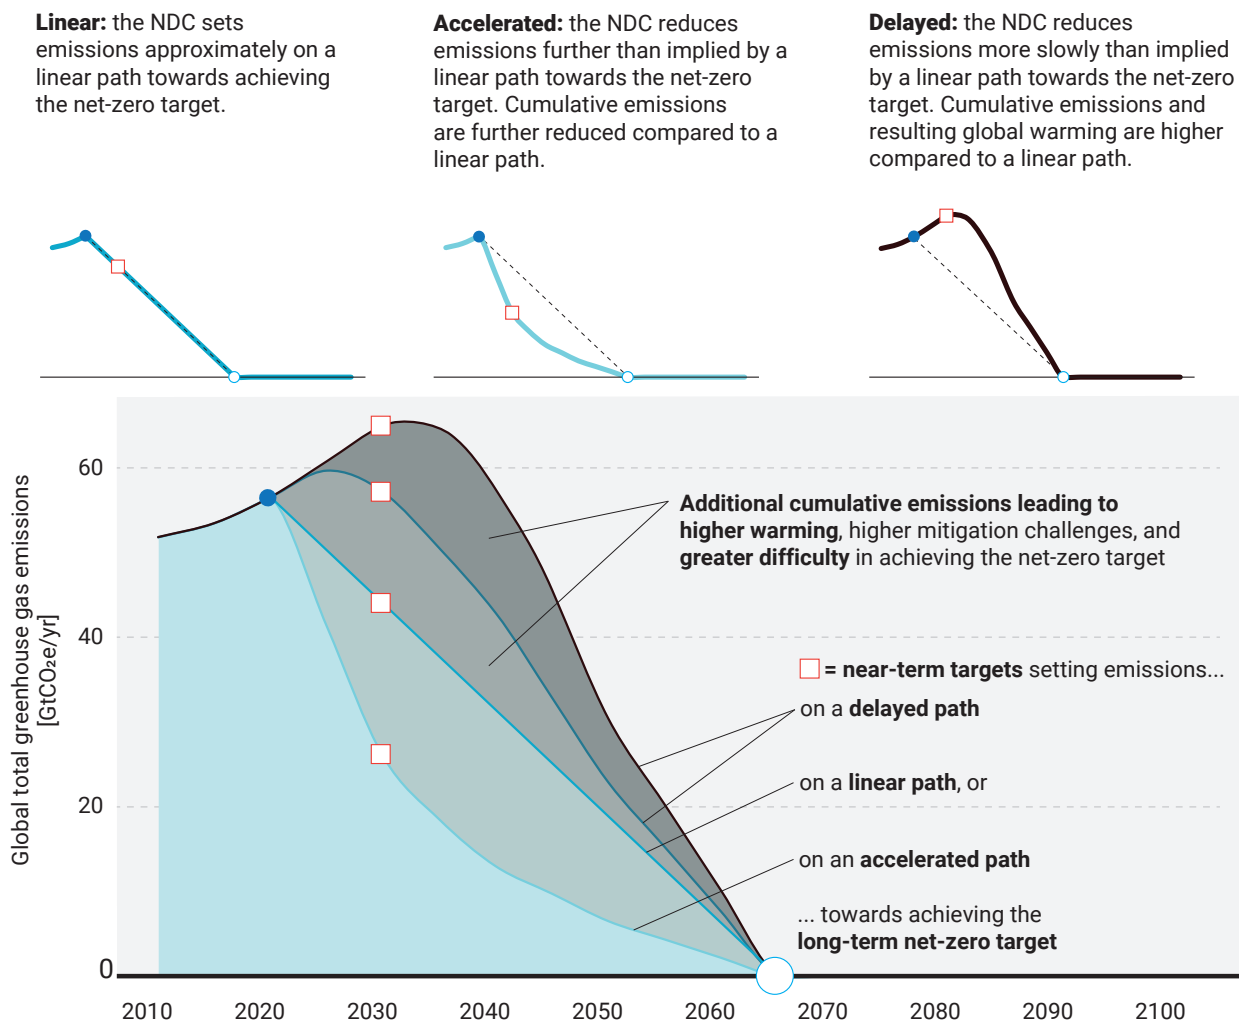 Linear: the NDC sets
emissions approximately on a
linear path towards achieving
the net-zero target.
Accelerated: the NDC reduces
emissions further than implied by a
linear path towards the net-zero
target. Cumulative emissions
are further reduced compared to a
linear path.
Delayed: the NDC reduces
emissions more slowly than implied
by a linear path towards the net-zero
target. Cumulative emissions and
resulting global warming are higher
compared to a linear path.
Global total greenhouse gas emissions
[GtCO₂e/yr]
60
40
20
0
Additional cumulative emissions leading to
higher warming, higher mitigation challenges, and
greater difficulty in achieving the net-zero target
= near-term targets setting emissions...
on a delayed path
on a linear path, or
on an accelerated path
... towards achieving the
long-term net-zero target
2010 2020 2030 2040 2050 2060 2070 2080 2090 2100